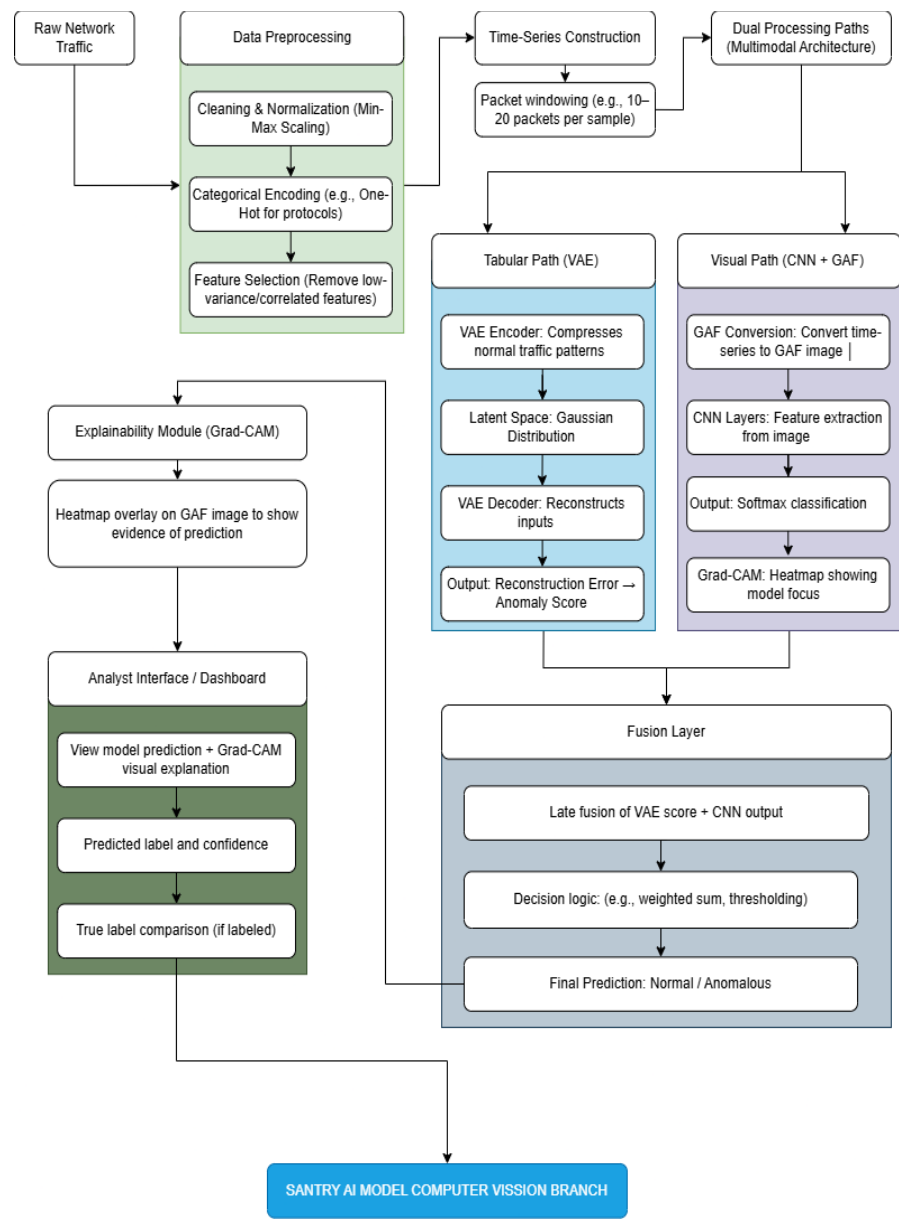 Raw Network
Traffic
Data Preprocessing
Cleaning & Normalization (Min-
Max Scaling)
Categorical Encoding (e.g., One-
Hot for protocols)
Feature Selection (Remove low-
variance/correlated features)
Time-Series Construction
Packet windowing (e.g., 10–
20 packets per sample)
Dual Processing Paths
(Multimodal Architecture)
Tabular Path (VAE)
VAE Encoder: Compresses
normal traffic patterns
Latent Space: Gaussian
Distribution
VAE Decoder: Reconstructs
inputs
Output: Reconstruction Error →
Anomaly Score
Visual Path (CNN + GAF)
GAF Conversion: Convert time-
series to GAF image │
CNN Layers: Feature extraction
from image
Output: Softmax classification
Grad-CAM: Heatmap showing
model focus
Fusion Layer
Late fusion of VAE score + CNN output
Decision logic: (e.g., weighted sum, thresholding)
Final Prediction: Normal / Anomalous
Explainability Module (Grad-CAM)
Heatmap overlay on GAF image to show
evidence of prediction
Analyst Interface / Dashboard
View model prediction + Grad-CAM
visual explanation
Predicted label and confidence
True label comparison (if labeled)
SANTRY AI MODEL COMPUTER VISSION BRANCH